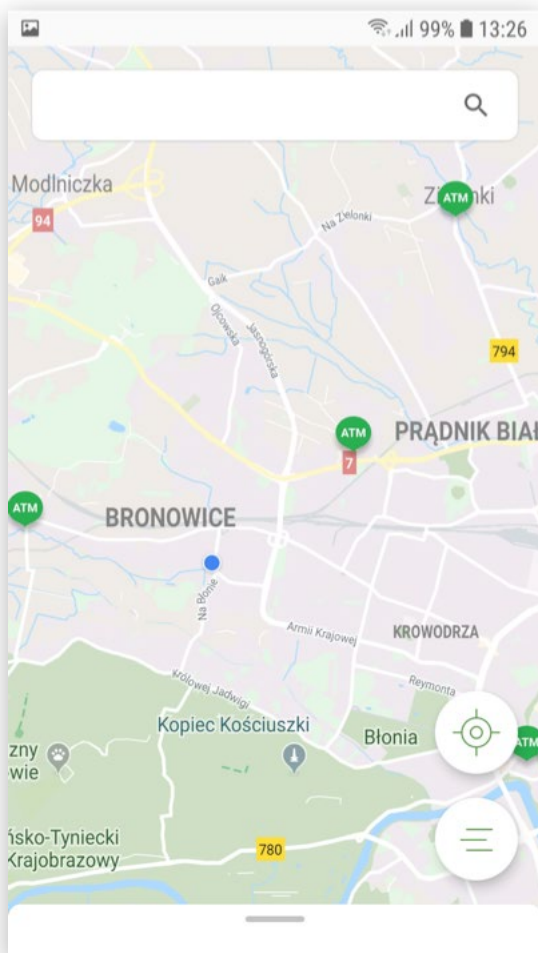 99% 13:26
Modlniczka
94
ATM
Na Zielonki
Gaik
Ojcowska
Jasnogórska
794
ATM
PRĄDNIK BIAŁ
7
ATM
BRONOWICE
Na Błonie
Armii Krajowej
KROWODRZA
Królowej Jadwigi
Reymonta
Kopiec Kościuszki
Błonia
ATM
zny
wie
ńsko-Tyniecki
Krajobrazowy
780